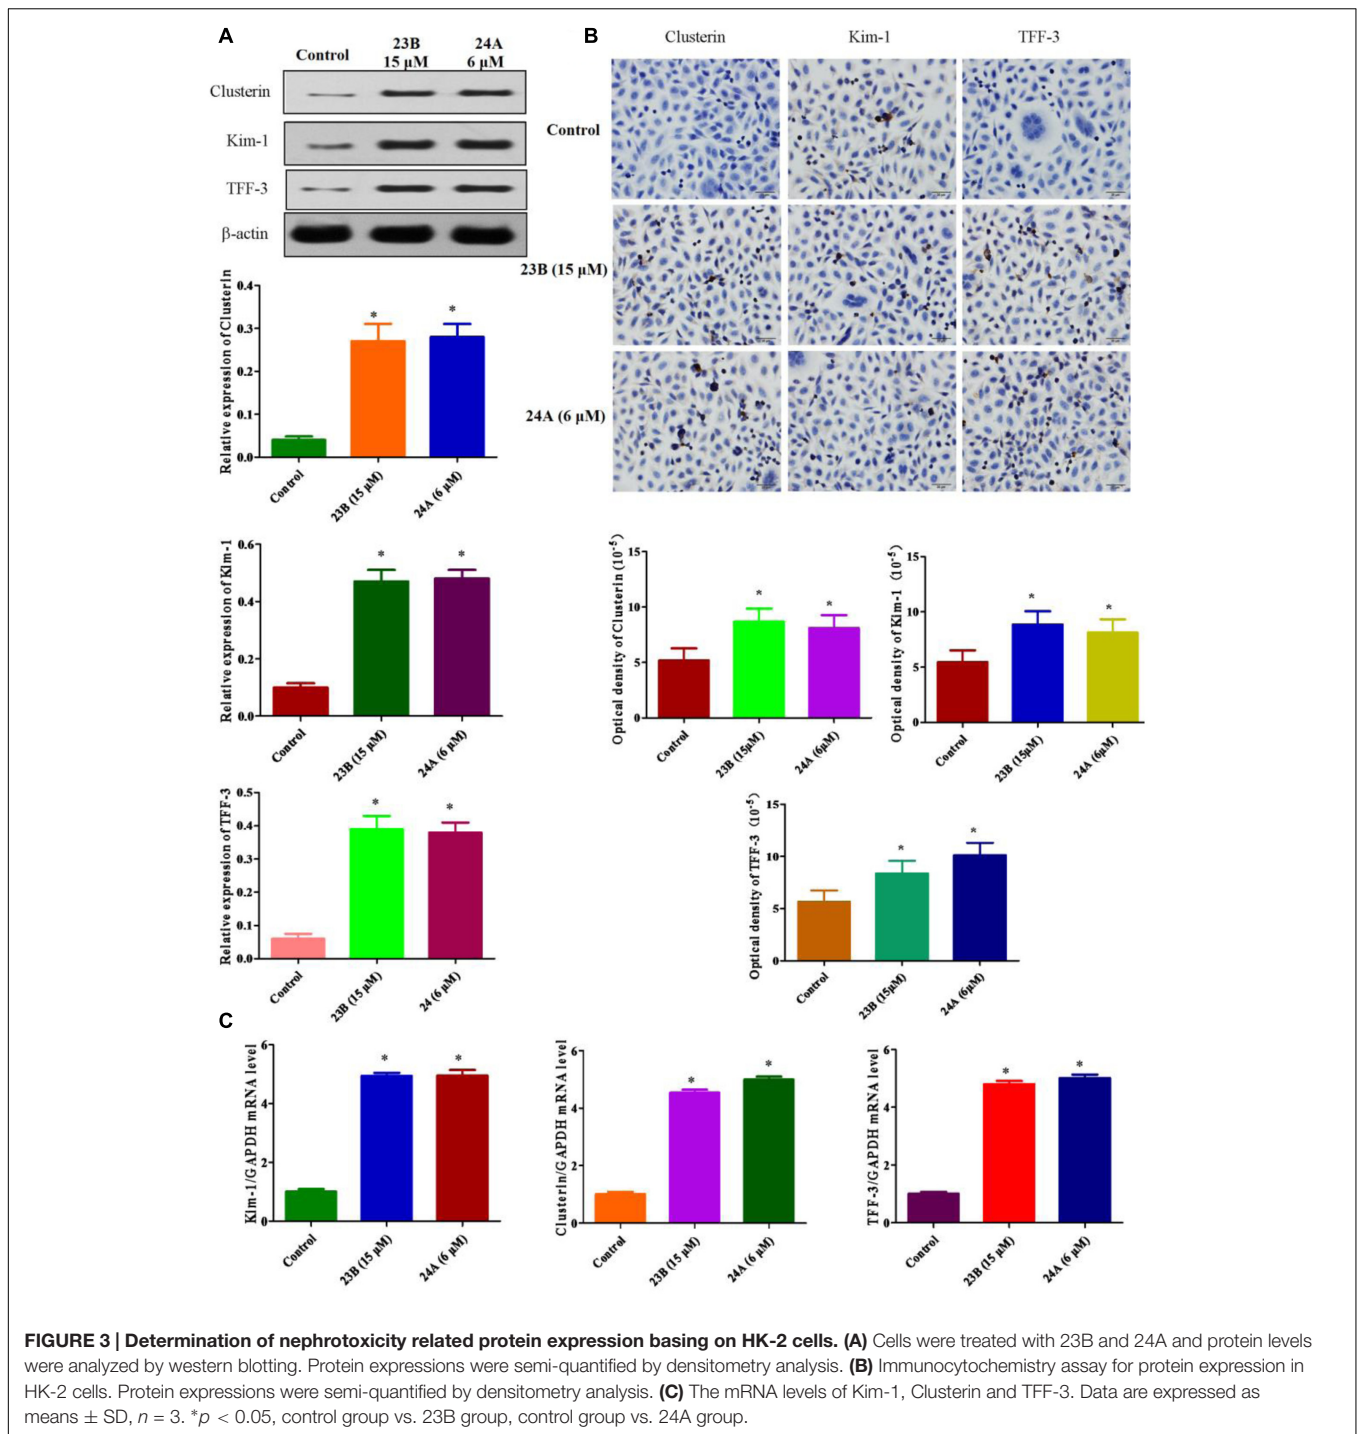 A
Control
23B
15 μM
24A
6 μM
Clusterin
Kim-1
TFF-3
β-actin
Relative expression of Clusterin
0.4
0.3
0.2
0.1
0.0
Control
23B (15 μM)
24A (6 μM)
*
*
Relative expression of KIm-1
0.6
0.4
0.2
0.0
Control
23B (15 μM)
24A (6 μM)
*
*
Relative expression of TFF-3
0.5
0.4
0.3
0.2
0.1
0.0
Control
23B (15 μM)
24 (6 μM)
*
*
B
Clusterin
Kim-1
TFF-3
Control
23B (15 μM)
24A (6 μM)
Optical density of Clusterin (10⁻⁵)
15
10
5
0
Control
23B (15μM)
24A (6μM)
*
*
Optical density of Kim-1 (10⁻⁵)
15
10
5
0
Control
23B (15μM)
24A (6μM)
*
*
Optical density of TFF-3 (10⁻⁵)
15
10
5
0
Control
23B (15μM)
24A (6μM)
*
*
C
KIm-1/GAPDH mRNA level
6
4
2
0
Control
23B (15 μM)
24A (6 μM)
*
*
Clusterin/GAPDH mRNA level
6
4
2
0
Control
23B (15 μM)
24A (6 μM)
*
*
TFF-3/GAPDH mRNA level
6
4
2
0
Control
23B (15 μM)
24A (6 μM)
*
*
FIGURE 3 | Determination of nephrotoxicity related protein expression basing on HK-2 cells. (A) Cells were treated with 23B and 24A and protein levels
were analyzed by western blotting. Protein expressions were semi-quantified by densitometry analysis. (B) Immunocytochemistry assay for protein expression in
HK-2 cells. Protein expressions were semi-quantified by densitometry analysis. (C) The mRNA levels of Kim-1, Clusterin and TFF-3. Data are expressed as
means ± SD, n = 3. *p < 0.05, control group vs. 23B group, control group vs. 24A group.